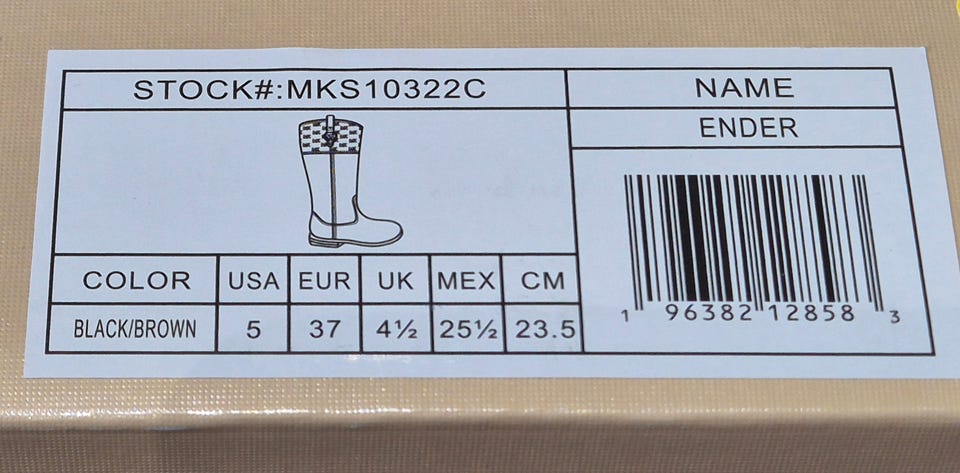 STOCK#:MKS10322C
NAME
ENDER
COLOR USA EUR UK MEX CM
BLACK/BROWN 5 37 4½ 25½ 23.5
1 96382 12858 3